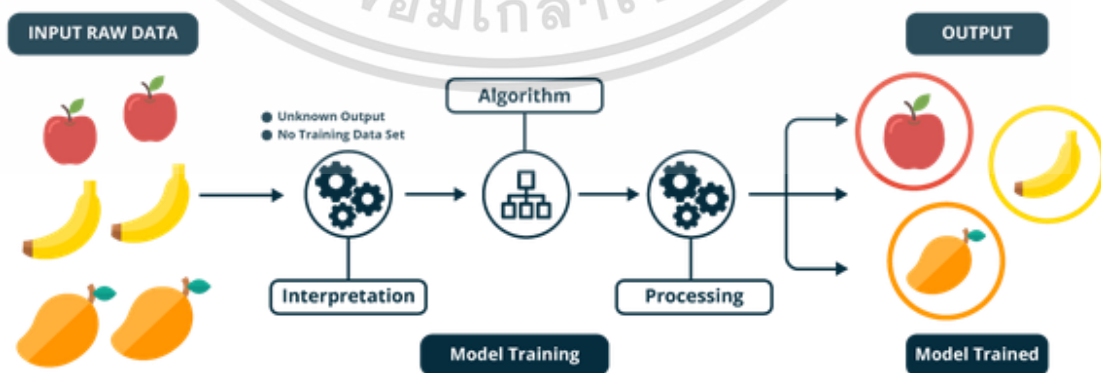 INPUT RAW DATA
OUTPUT
Algorithm
Unknown Output
No Training Data Set
Interpretation
Processing
Model Training
Model Trained